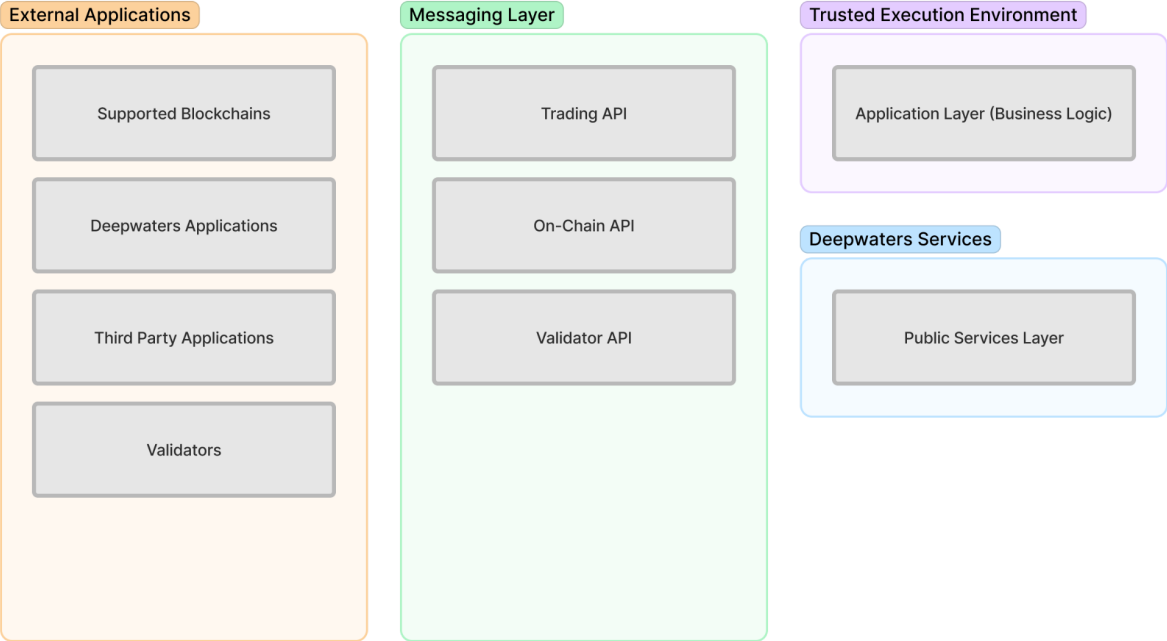 External Applications
Supported Blockchains
Deepwaters Applications
Third Party Applications
Validators
Messaging Layer
Trading API
On-Chain API
Validator API
Trusted Execution Environment
Application Layer (Business Logic)
Deepwaters Services
Public Services Layer